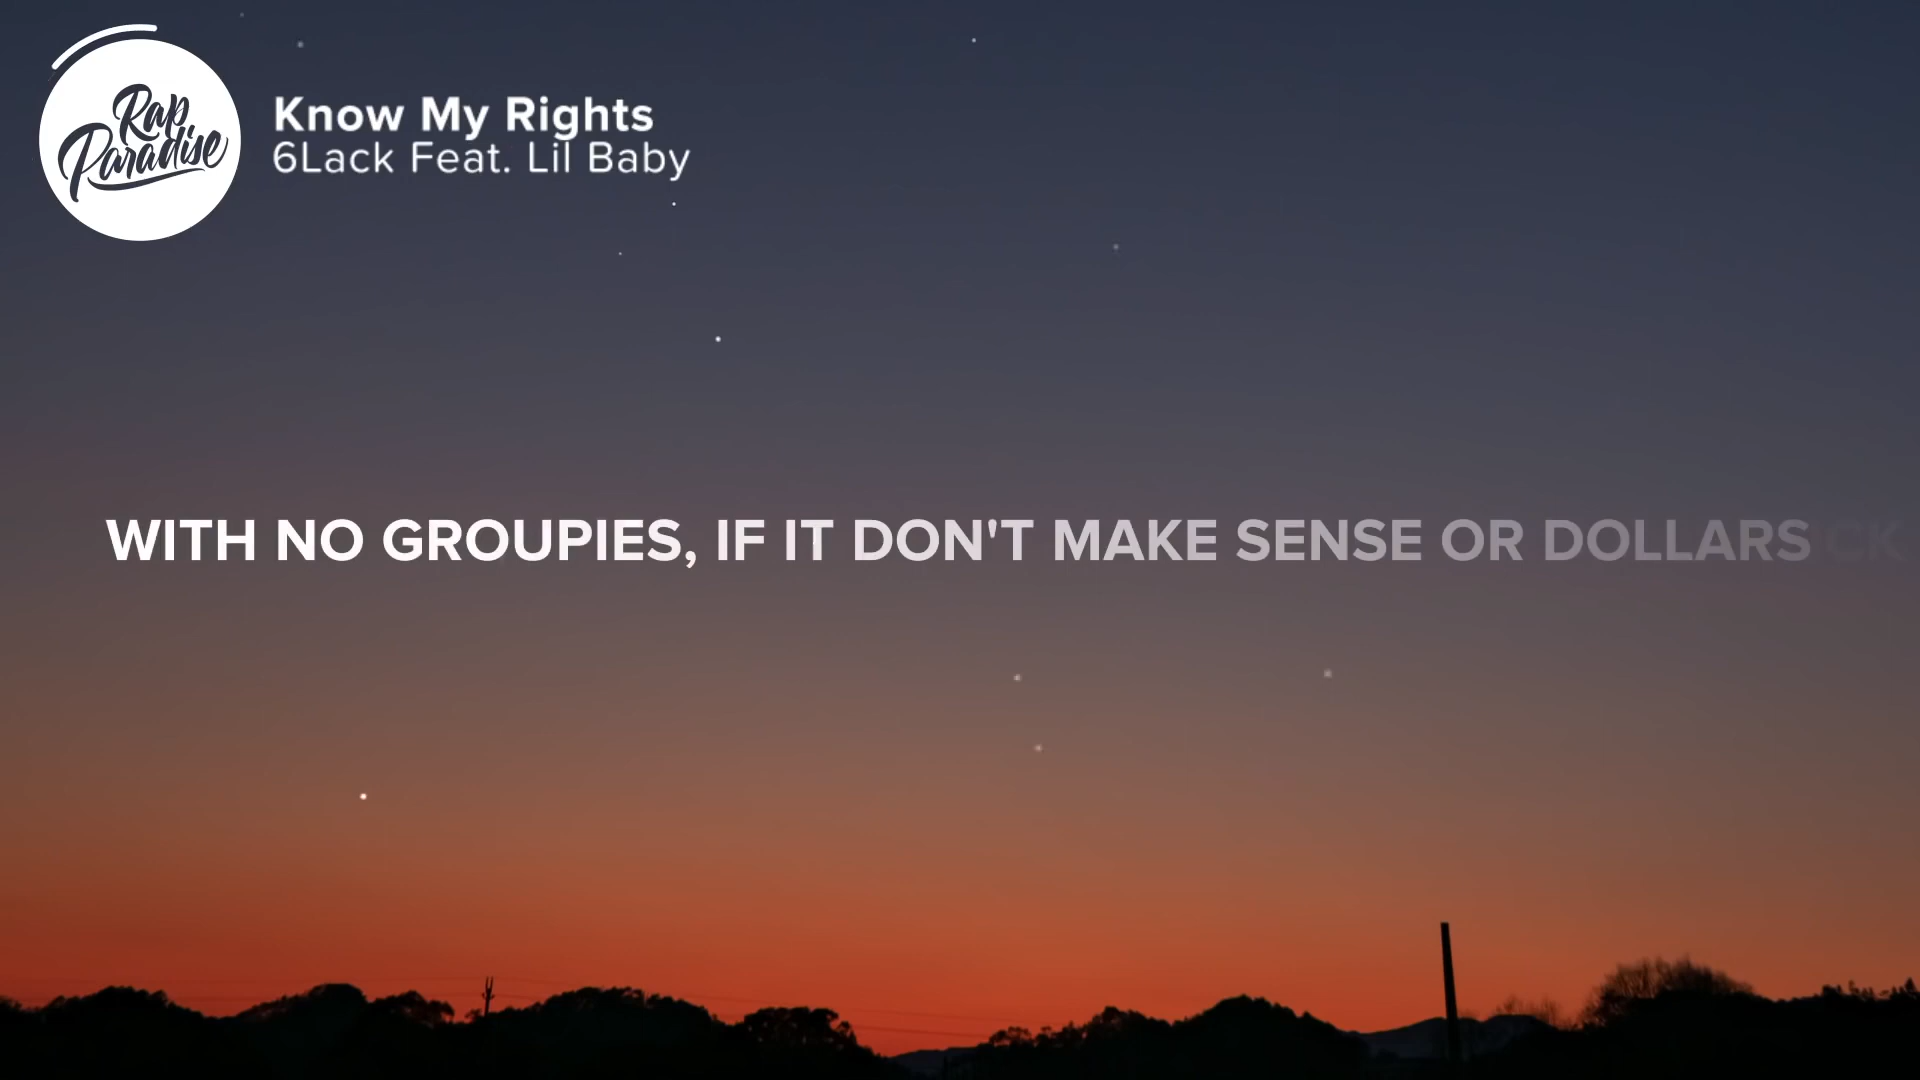 Rap
Paradise
Know My Rights
6Lack Feat. Lil Baby
WITH NO GROUPIES, IF IT DON'T MAKE SENSE OR DOLLARS